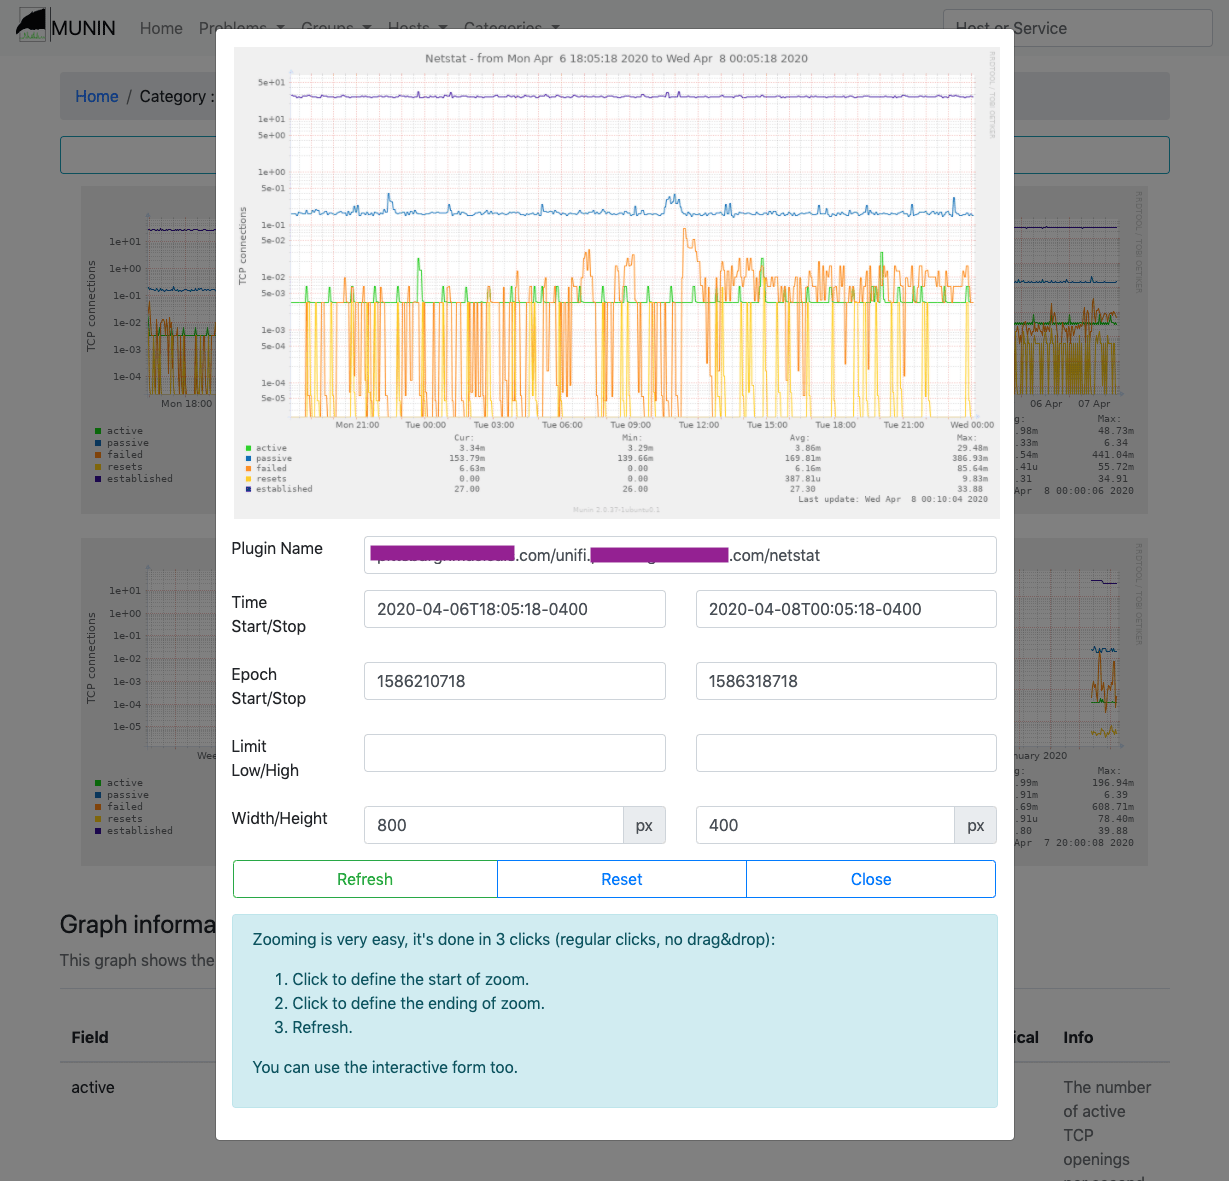 MUNIN Home Problems Groups Hosts Categories Host or Service
Home / Category :
Netstat - from Mon Apr 6 18:05:18 2020 to Wed Apr 8 00:05:18 2020
RRDTOOL / TOBI OETIKER
TCP connections
5e+01
1e+01
5e+00
1e+00
5e-01
1e-01
5e-02
1e-02
5e-03
1e-03
5e-04
1e-04
5e-05
Mon 21:00 Tue 00:00 Tue 03:00 Tue 06:00 Tue 09:00 Tue 12:00 Tue 15:00 Tue 18:00 Tue 21:00 Wed 00:00
Cur: Min: Avg: Max:
active 3.34m 3.29m 3.86m 29.48m
passive 153.79m 139.66m 169.81m 386.93m
failed 6.63m 0.00 6.16m 85.64m
resets 0.00 0.00 387.81u 9.83m
established 27.00 26.00 27.30 33.88
Last update: Wed Apr 8 00:10:04 2020
Munin 2.0.37-1ubuntu0.1
Plugin Name .com/unifi. .com/netstat
Time
Start/Stop
2020-04-06T18:05:18-0400 2020-04-08T00:05:18-0400
Epoch
Start/Stop
1586210718 1586318718
Limit
Low/High
Width/Height 800 px 400 px
Refresh Reset Close
Zooming is very easy, it's done in 3 clicks (regular clicks, no drag&drop):
1. Click to define the start of zoom.
2. Click to define the ending of zoom.
3. Refresh.
You can use the interactive form too.
TCP connections
1e+01
1e+00
1e-01
1e-02
1e-03
1e-04
Mon 18:00
active
passive
failed
resets
established
RRDTOOL / TOBI OETIKER
06 Apr 07 Apr
g: Max:
.98m 48.73m
.33m 6.34
.54m 441.04m
.41u 55.72m
.31 34.91
Apr 8 00:00:06 2020
TCP connections
1e+01
1e+00
1e-01
1e-02
1e-03
1e-04
1e-05
Wee
active
passive
failed
resets
established
RRDTOOL / TOBI OETIKER
nuary 2020
g: Max:
.99m 196.94m
.91m 6.39
.69m 608.71m
.91u 78.40m
.80 39.88
Apr 7 20:00:08 2020
Graph informa
This graph shows the
Field ical Info
active The number
of active
TCP
openings
per second